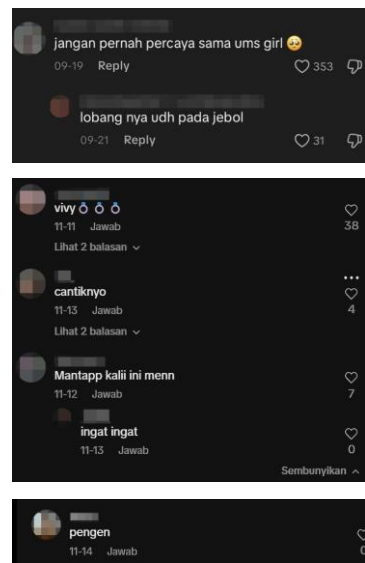 jangan pernah percaya sama ums girl 🥺
09-19 Reply 353
lobang nya udh pada jebol
09-21 Reply 31
vivy💍💍💍
11-11 Jawab 38
Lihat 2 balasan
cantiknyo
11-13 Jawab 4
Lihat 2 balasan
Mantapp kalii ini menn
11-12 Jawab 7
ingat ingat
11-13 Jawab 0
Sembunyikan
pengen
11-14 Jawab 0